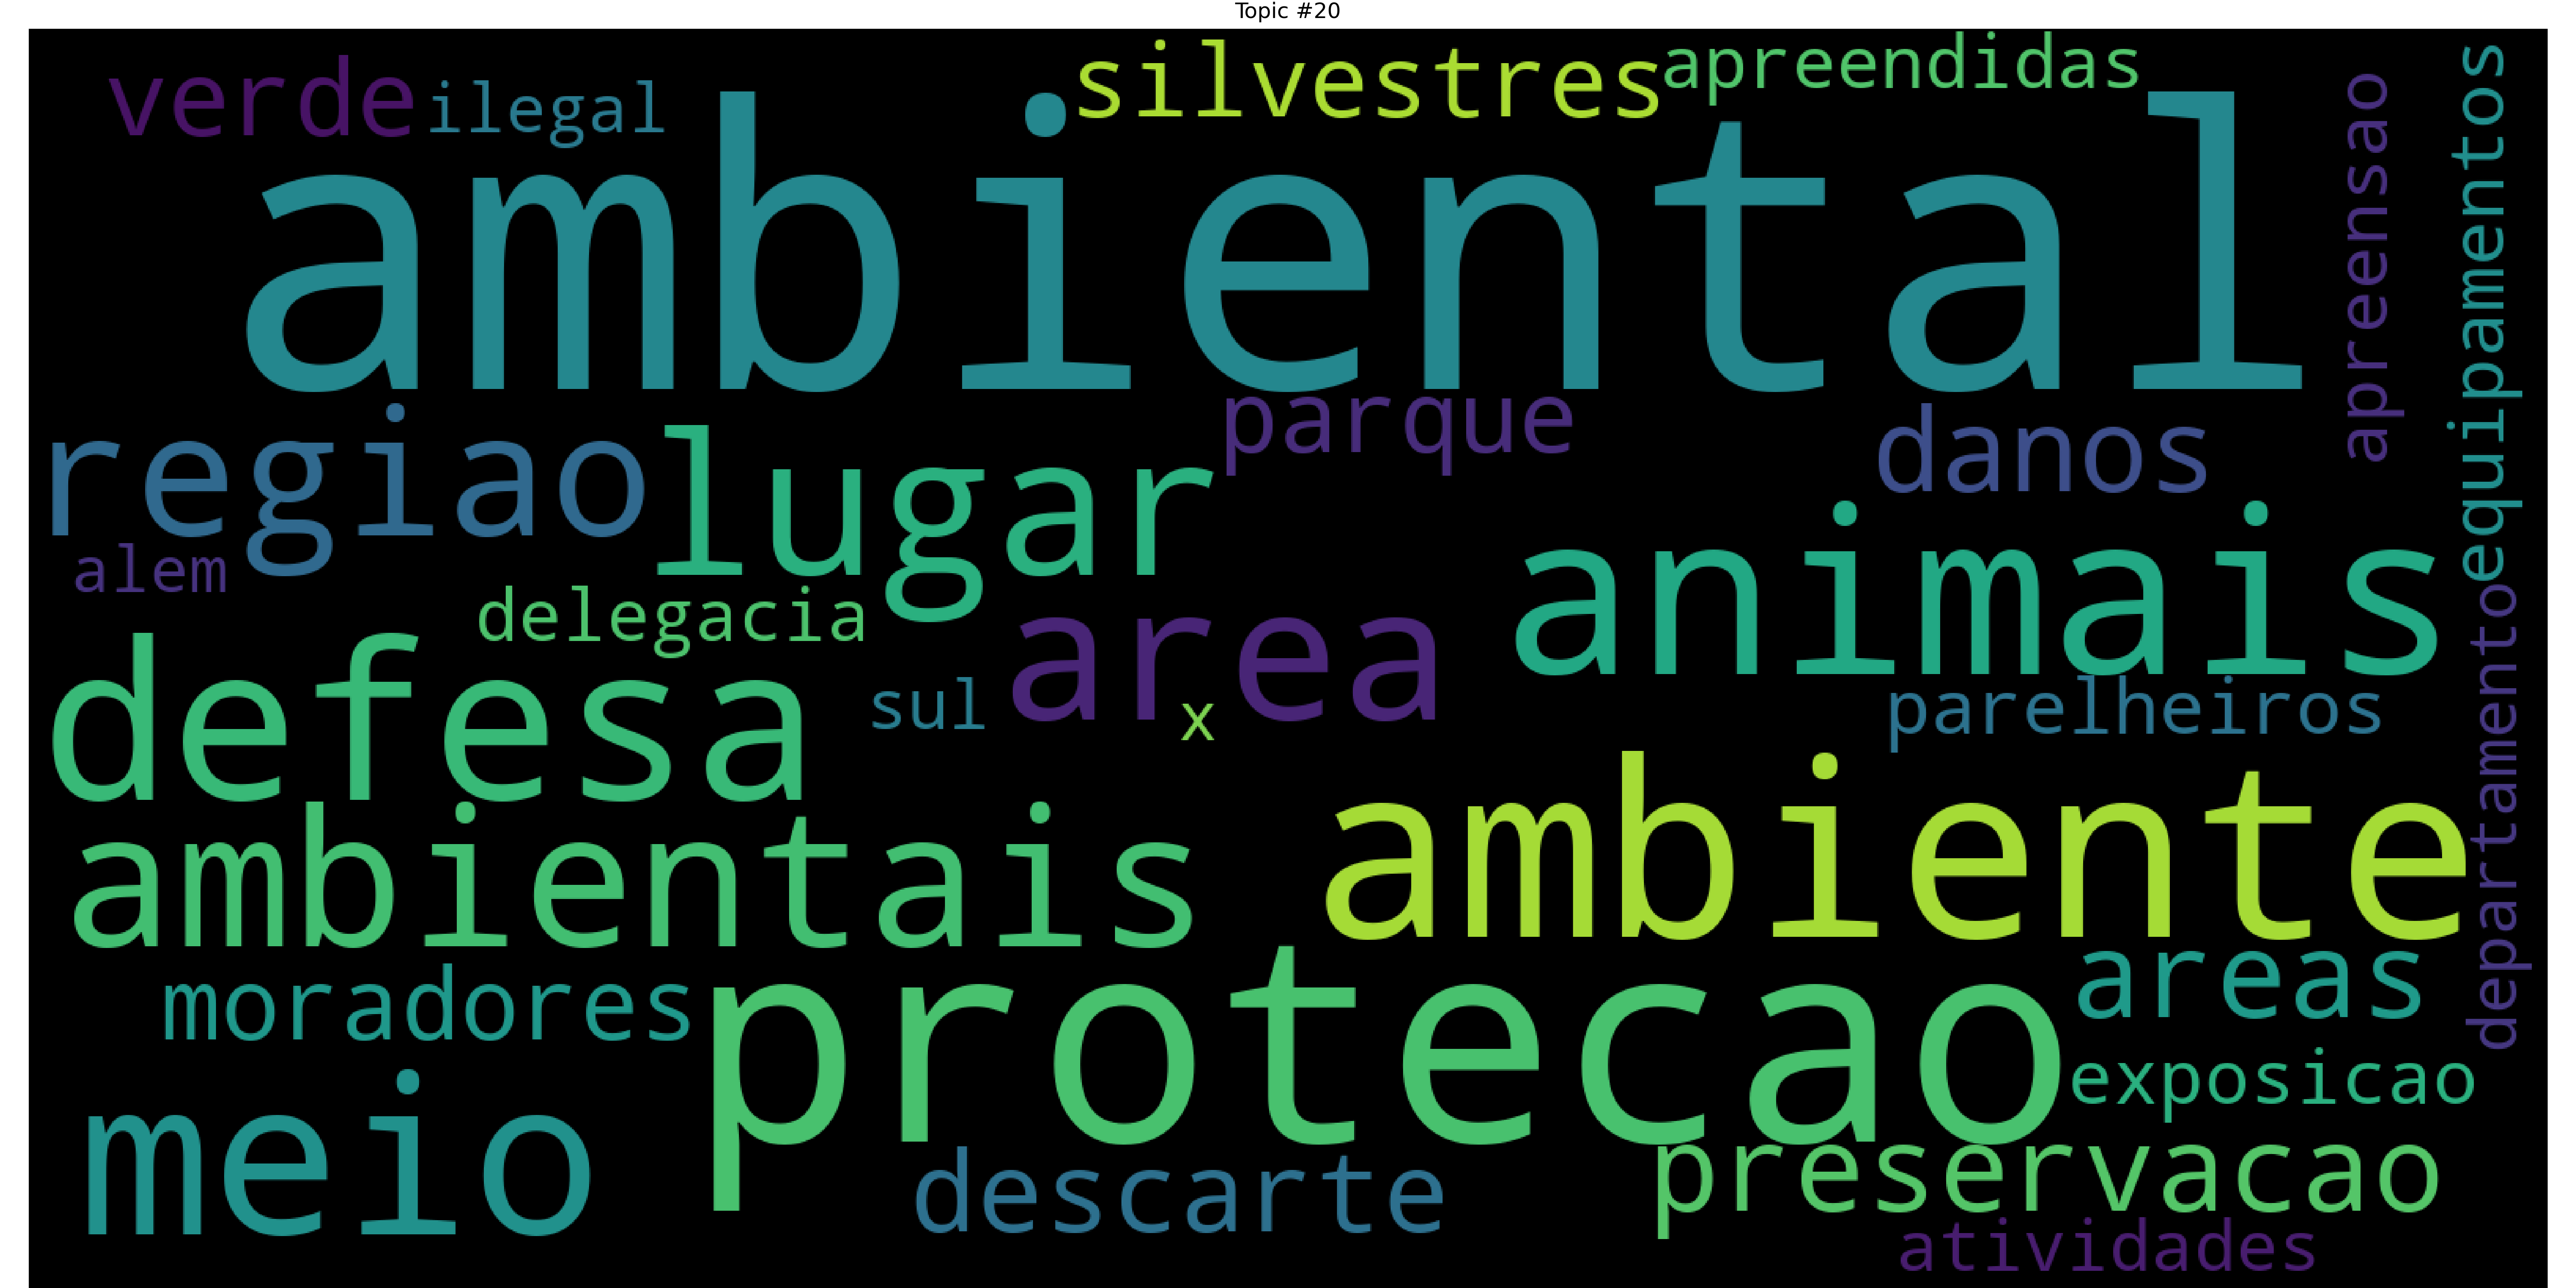 Topic #20
verde
ilegal
silvestres
apreendidas
ambiental
apreensao
equipamentos
regiao
lugar
parque
danos
alem
delegacia
animais
defesa
sul
area
x
parelheiros
departamento
ambientais
ambiente
moradores
protecao
areas
exposicao
meio
descarte
preservacao
atividades